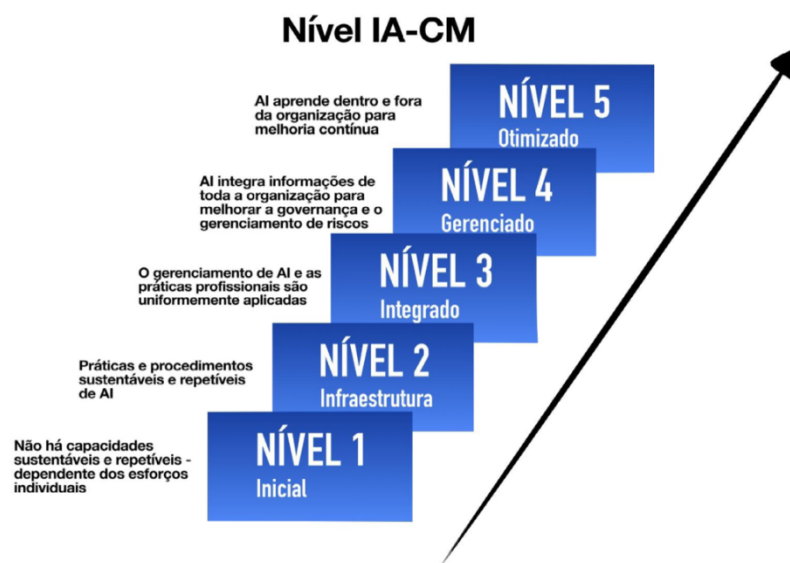 Nível IA-CM
AI aprende dentro e fora
da organização para
melhoria contínua
NÍVEL 5
Otimizado
AI integra informações de
toda a organização para
melhorar a governança e o
gerenciamento de riscos
NÍVEL 4
Gerenciado
O gerenciamento de AI e as
práticas profissionais são
uniformemente aplicadas
NÍVEL 3
Integrado
Práticas e procedimentos
sustentáveis e repetíveis
de AI
NÍVEL 2
Infraestrutura
Não há capacidades
sustentáveis e repetíveis -
dependente dos esforços
individuais
NÍVEL 1
Inicial